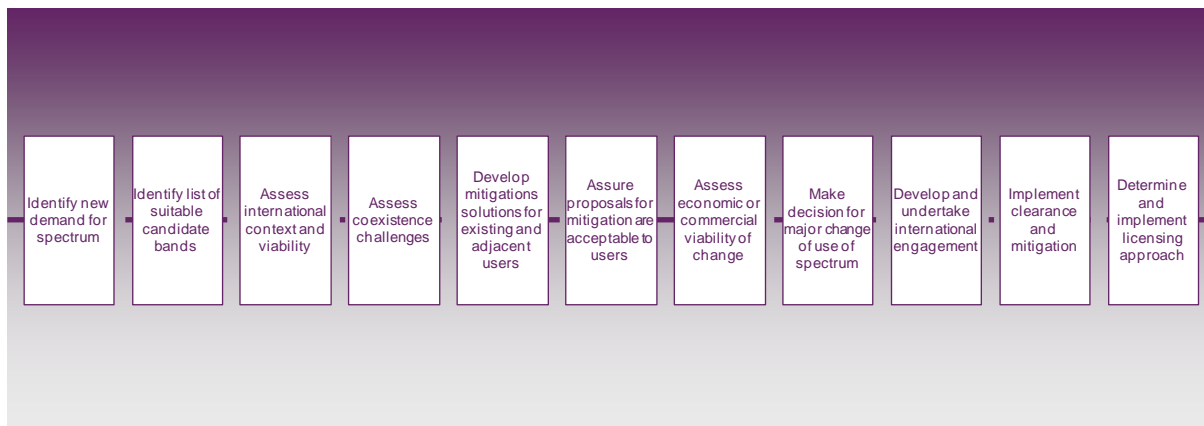 Identify new
demand for
spectrum
Identify list of
suitable
candidate
bands
Assess
international
context and
viability
Assess
coexistence
challenges
Develop
mitigations
solutions for
existing and
adjacent
users
Assure
proposals for
mitigation are
acceptable to
users
Assess
economic or
commercial
viability of
change
Make
decision for
major change
of use of
spectrum
Develop and
undertake
international
engagement
Implement
clearance
and
mitigation
Determine
and
implement
licensing
approach